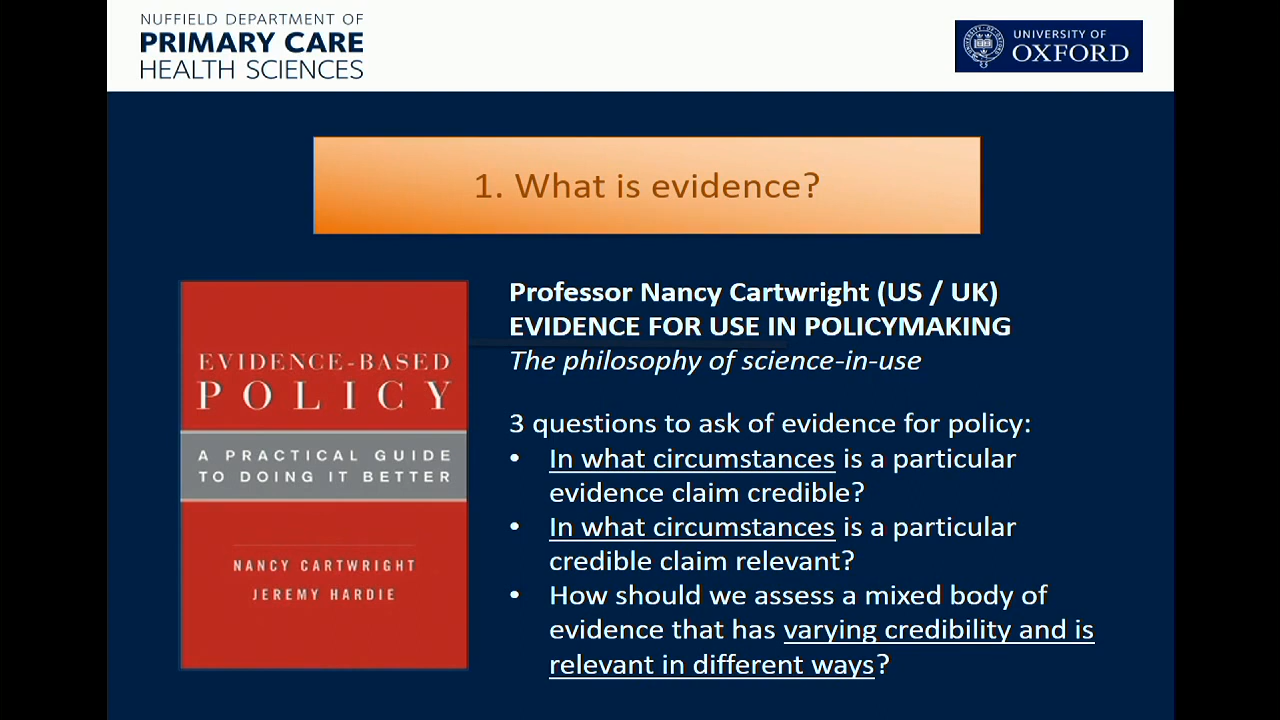 NUFFIELD DEPARTMENT OF
PRIMARY CARE
HEALTH SCIENCES
UNIVERSITY OF
OXFORD
1. What is evidence?
EVIDENCE-BASED
POLICY
A PRACTICAL GUIDE
TO DOING IT BETTER
NANCY CARTWRIGHT
JEREMY HARDIE
Professor Nancy Cartwright (US / UK)
EVIDENCE FOR USE IN POLICYMAKING
The philosophy of science-in-use
3 questions to ask of evidence for policy:
• In what circumstances is a particular
evidence claim credible?
• In what circumstances is a particular
credible claim relevant?
• How should we assess a mixed body of
evidence that has varying credibility and is
relevant in different ways?